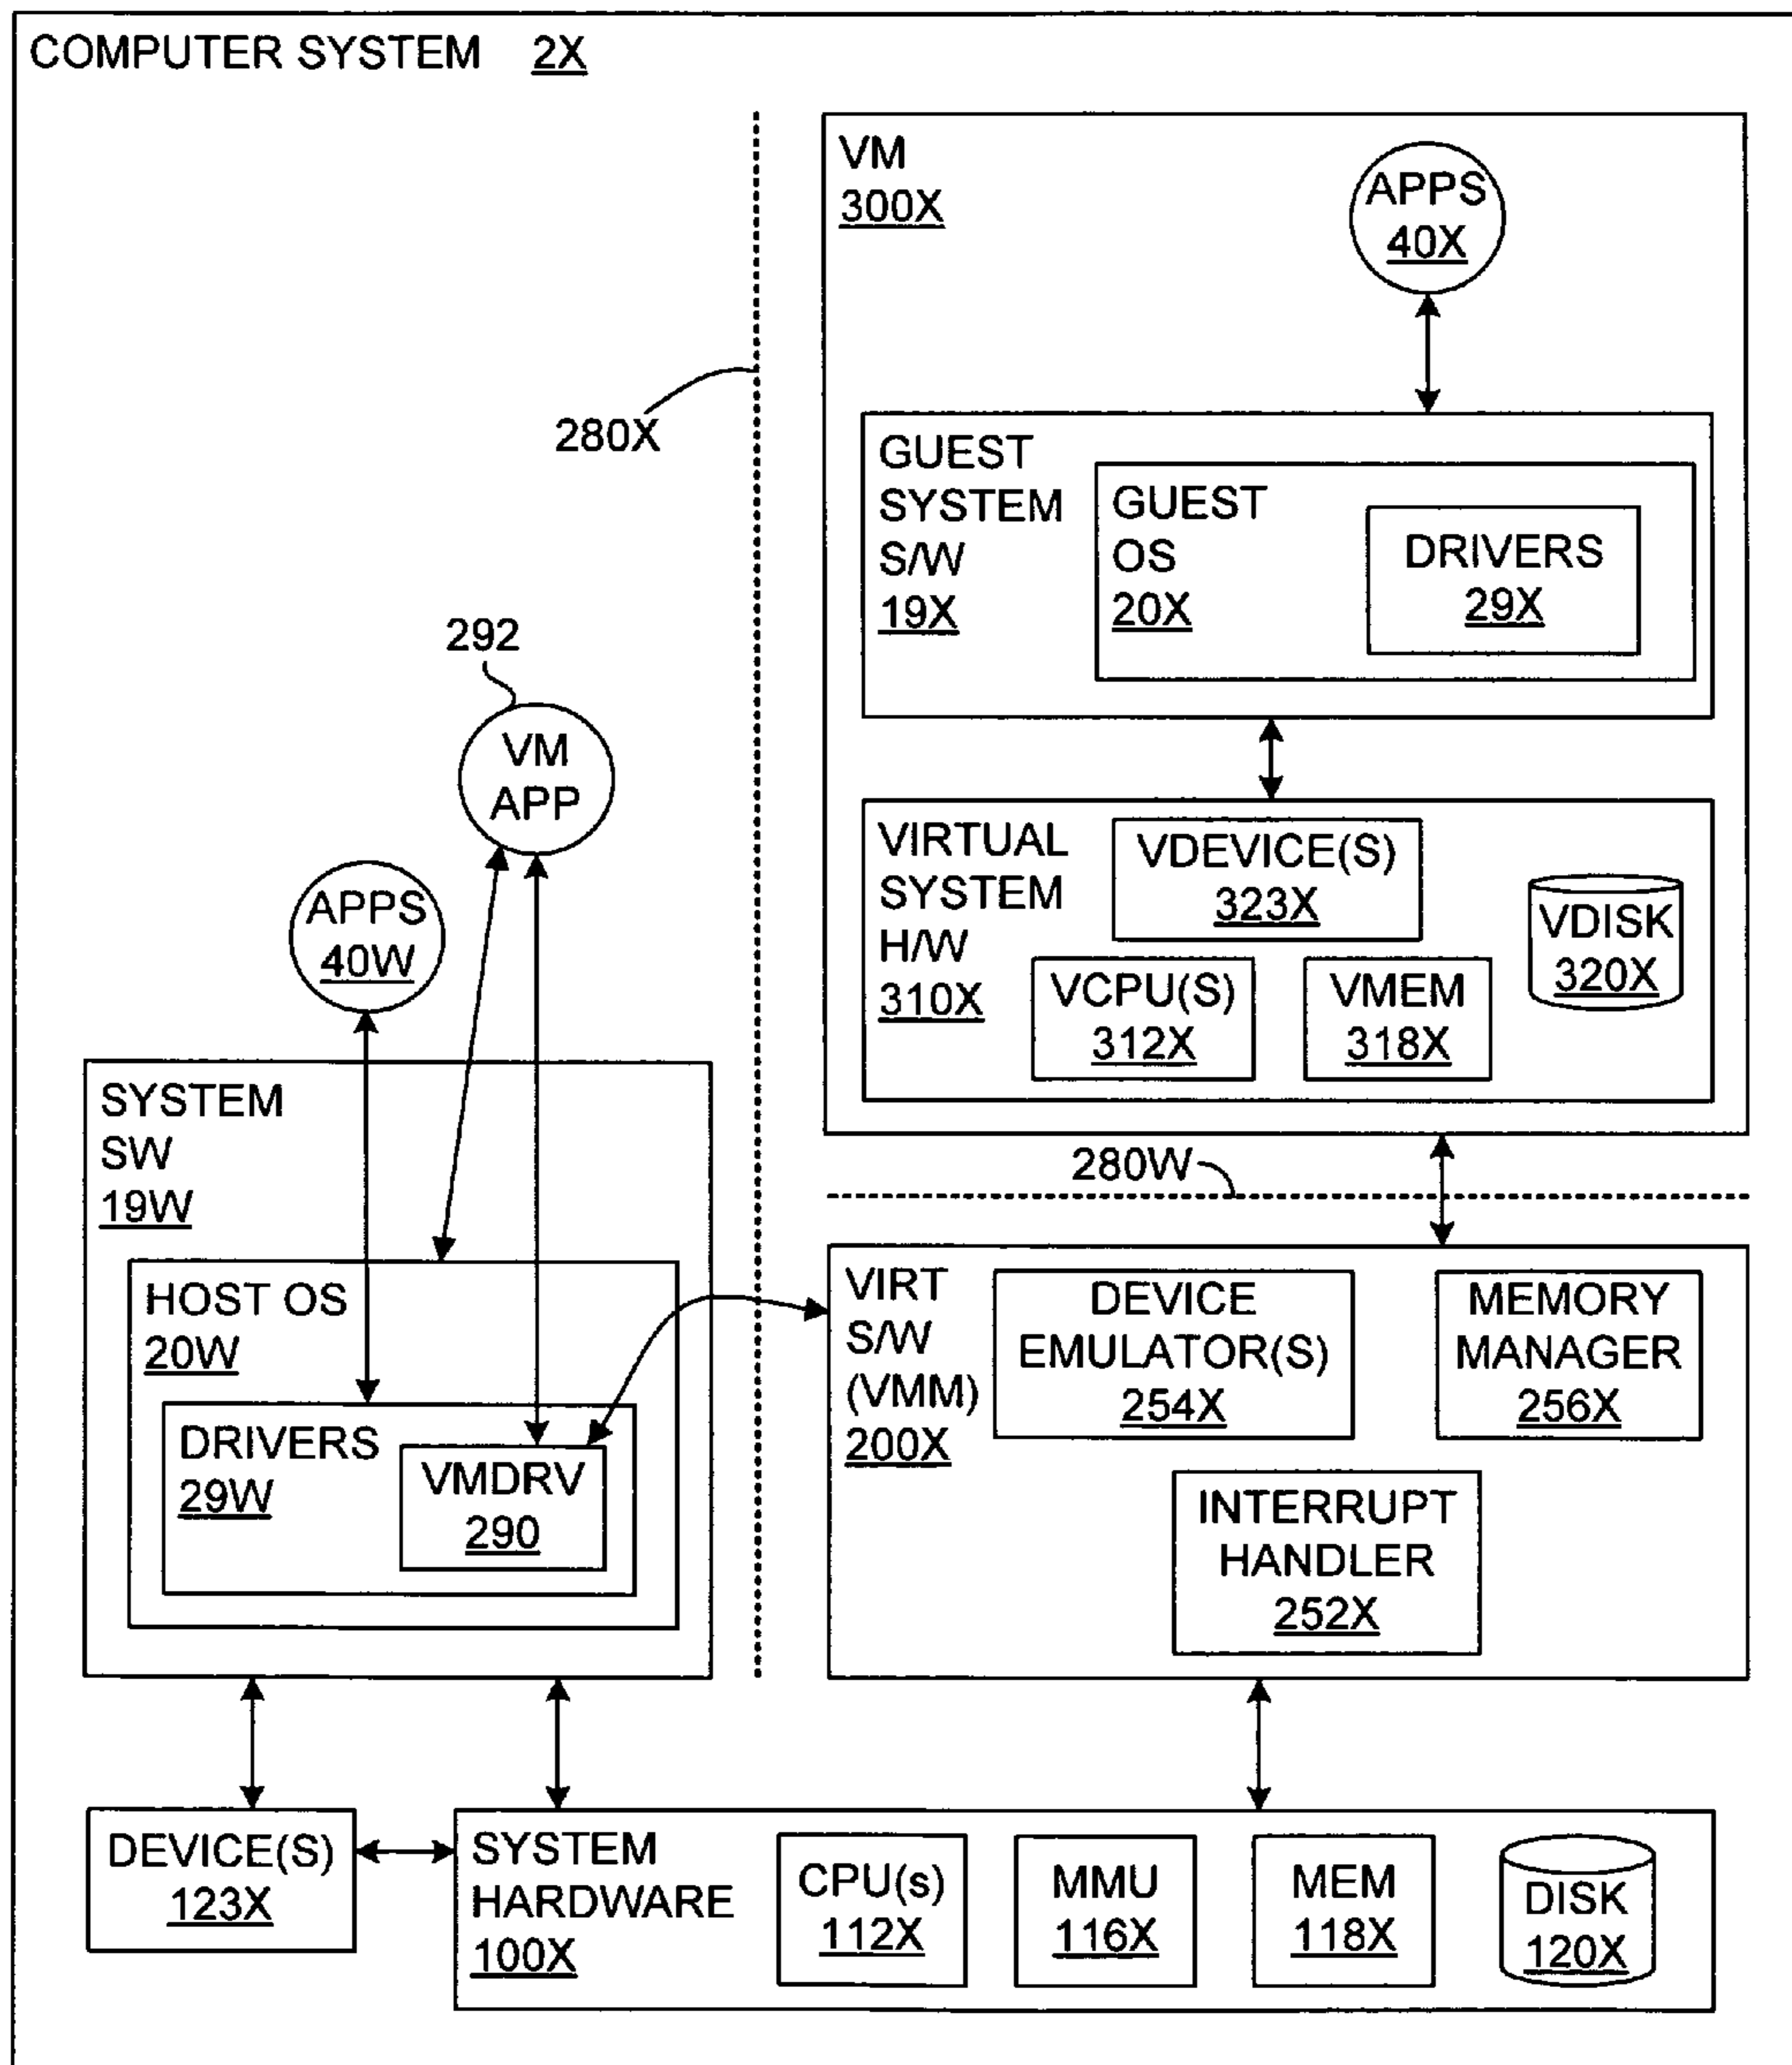 COMPUTER SYSTEM 2X
VM
300X
APPS
40X
280X
GUEST
SYSTEM
S/W
19X
GUEST
OS
20X
DRIVERS
29X
292
VM
APP
VIRTUAL
SYSTEM
H/W
310X
VDEVICE(S)
323X
VCPU(S)
312X
VMEM
318X
VDISK
320X
APPS
40W
SYSTEM
SW
19W
280W
HOST OS
20W
DRIVERS
29W
VMDRV
290
VIRT
S/W
(VMM)
200X
DEVICE
EMULATOR(S)
254X
MEMORY
MANAGER
256X
INTERRUPT
HANDLER
252X
DEVICE(S)
123X
SYSTEM
HARDWARE
100X
CPU(s)
112X
MMU
116X
MEM
118X
DISK
120X